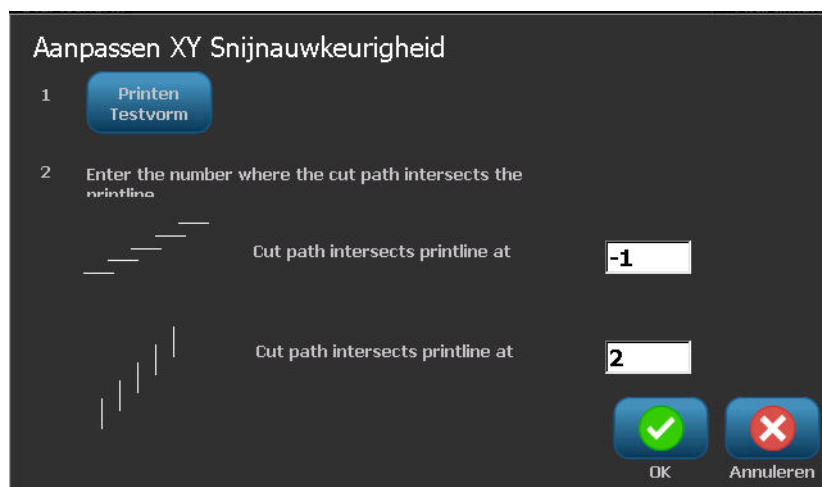 Aanpassen XY Snijnauwkeurigheid
1
Printen
Testvorm
2
Enter the number where the cut path intersects the
printline
Cut path intersects printline at
-1
Cut path intersects printline at
2
OK
Annuleren